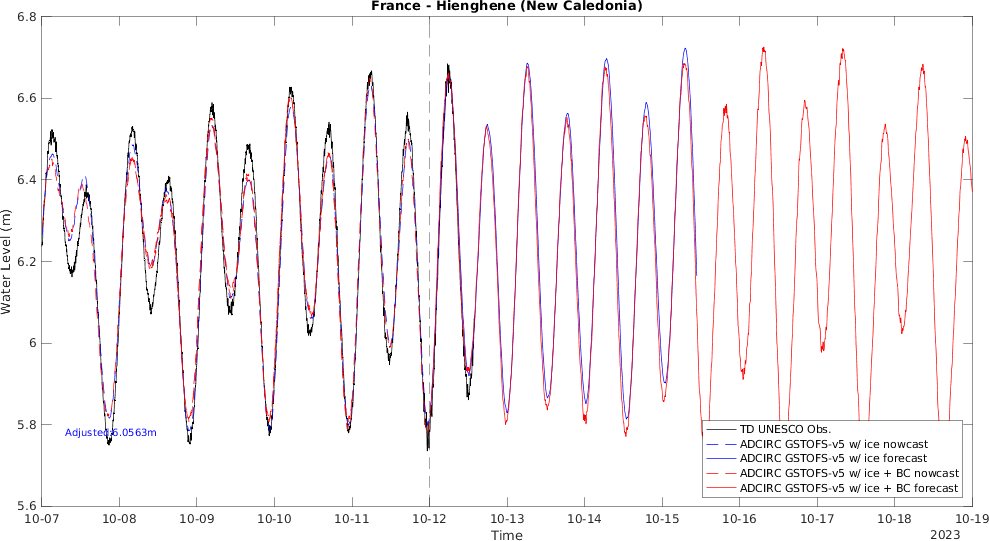 France - Hienghene (New Caledonia)
6.8
6.6
6.4
6.2
6
5.8
5.6
Water Level (m)
Adjusted:6.0563m
TD UNESCO Obs.
ADCIRC GSTOFS-v5 w/ ice nowcast
ADCIRC GSTOFS-v5 w/ ice forecast
ADCIRC GSTOFS-v5 w/ ice + BC nowcast
ADCIRC GSTOFS-v5 w/ ice + BC forecast
10-07 10-08 10-09 10-10 10-11 10-12 10-13 10-14 10-15 10-16 10-17 10-18 10-19
Time
2023